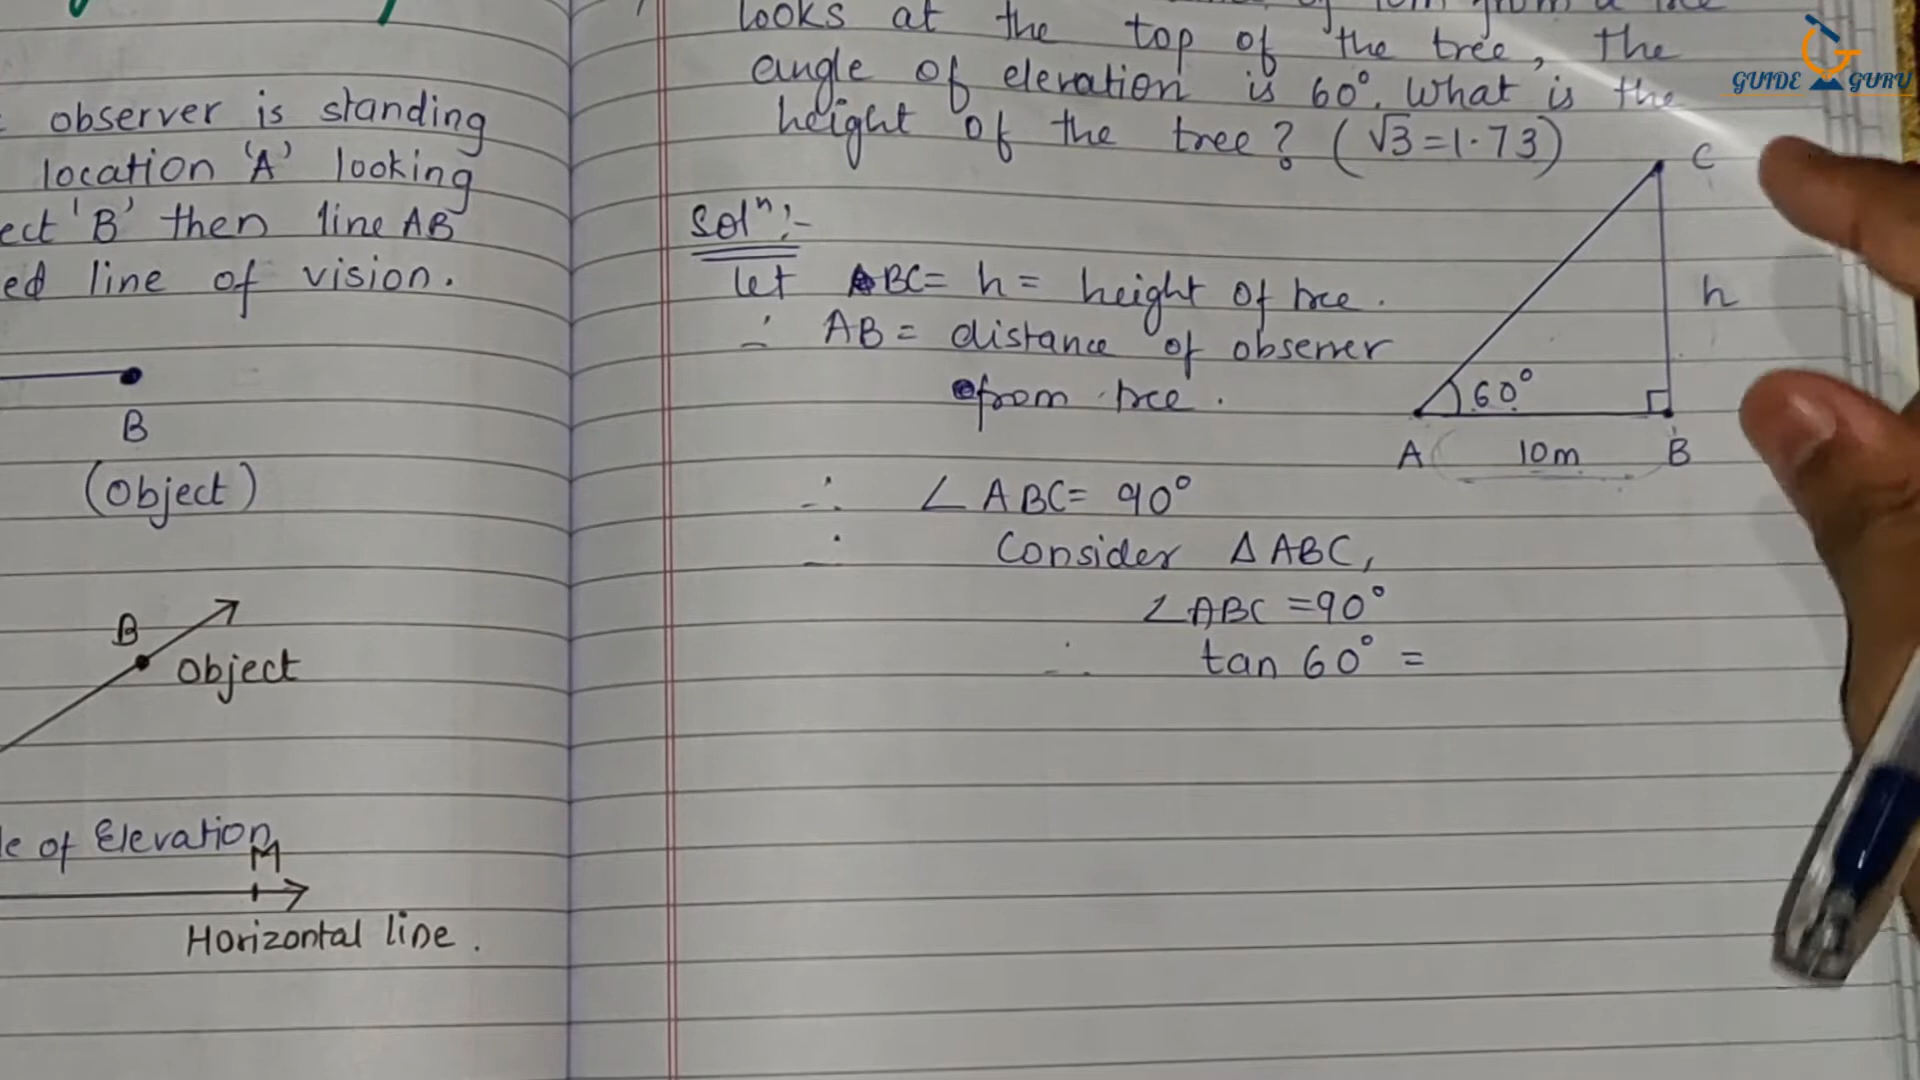 observer is standing
location 'A' looking
ect 'B' then line AB
ed line of vision.
B
(Object)
B
Object
le of Elevation
M
Horizontal line.
looks at the top of the tree, the
angle of elevation is 60°. What is the
height of the tree? (√3=1.73)
Solⁿ:-
let BC= h = height of tree.
∴ AB = distance of observer
from tree.
∴ ∠ABC= 90°
∴ Consider ΔABC,
∠ABC =90°
∴ tan 60° =
C
h
60°
A 10m B
GUIDE GURU